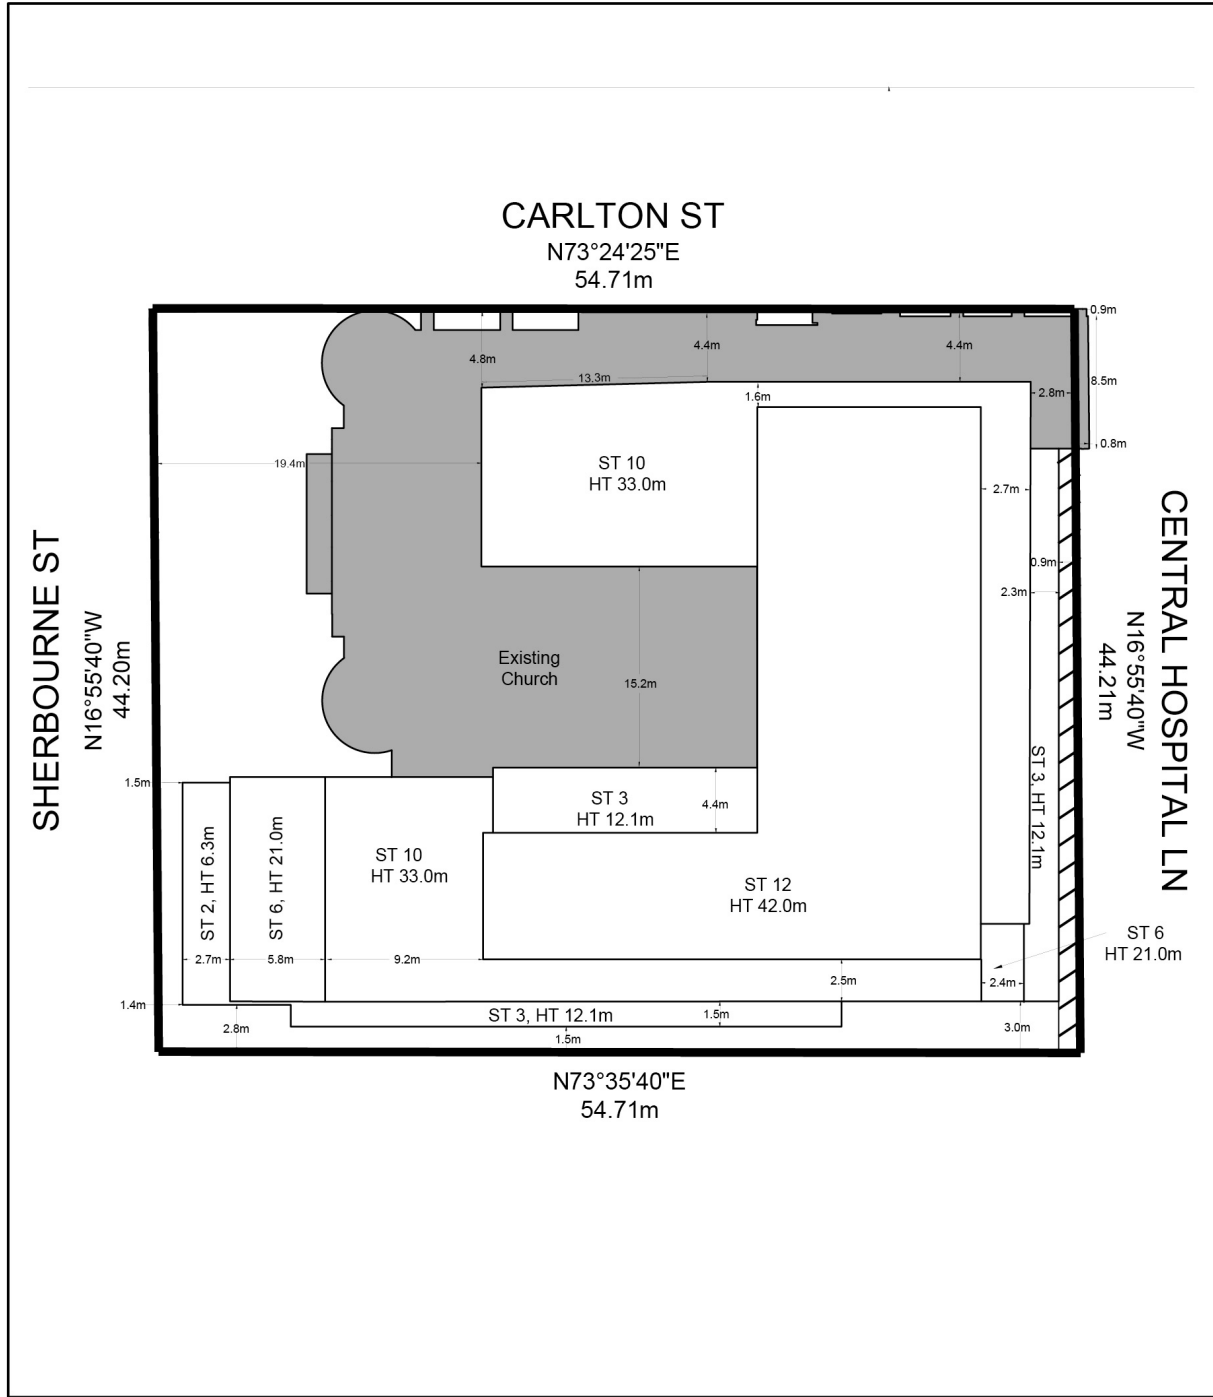 CARLTON ST
N73°24'25"E
54.71m
0.9m
4.8m
4.4m
4.4m
13.3m
8.5m
2.8m
1.6m
0.8m
19.4m
ST 10
HT 33.0m
2.7m
0.9m
2.3m
SHERBOURNE ST
N16°55'40"W
44.20m
CENTRAL HOSPITAL LN
N16°55'40"W
44.21m
Existing
Church
15.2m
1.5m
ST 3
HT 12.1m
4.4m
ST 3, HT 12.1m
ST 2, HT 6.3m
ST 6, HT 21.0m
ST 10
HT 33.0m
ST 12
HT 42.0m
ST 6
HT 21.0m
2.7m
5.8m
9.2m
2.5m
2.4m
1.4m
ST 3, HT 12.1m
1.5m
2.8m
1.5m
3.0m
N73°35'40"E
54.71m